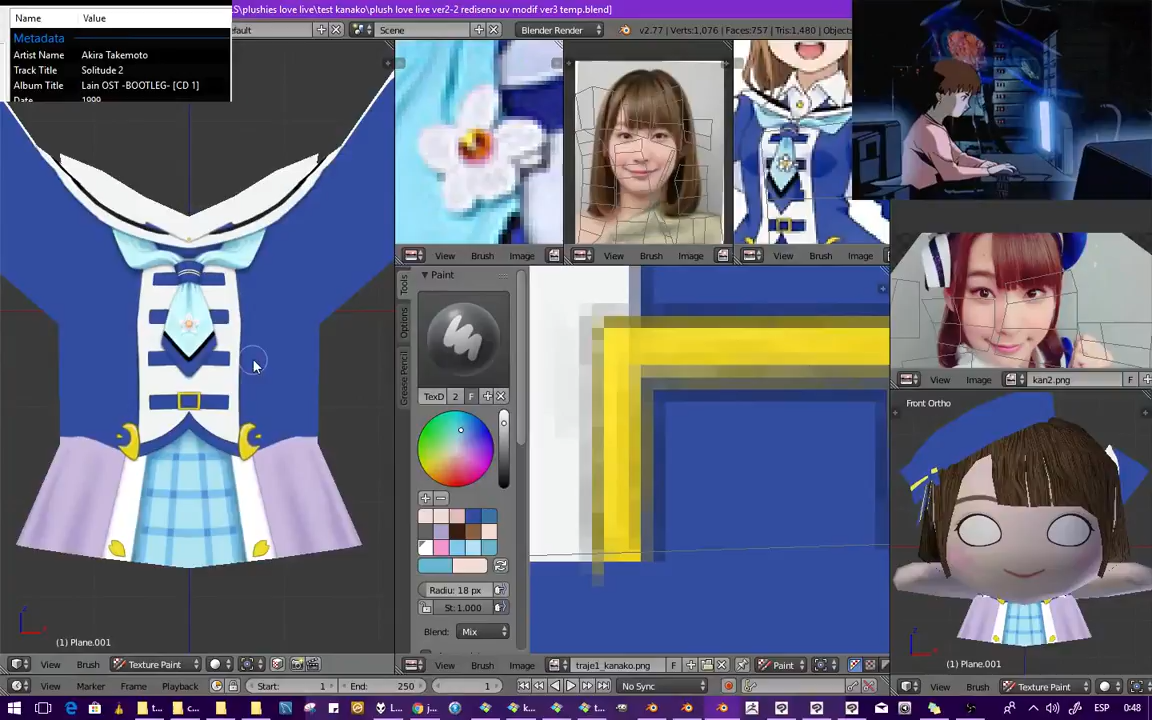 S\plushies love live\test kanako\plush love live ver2-2 rediseno uv modif ver3 temp.blend]
Name Value
Metadata
Artist Name Akira Takemoto
Track Title Solitude 2
Album Title Lain OST -BOOTLEG- [CD 1]
Date 1999
efault
Scene
Blender Render
v2.77 | Verts:1,076 | Faces:757 | Tris:1,480 | Objects
View Brush Image
View Brush Image
View Brush
View Image kan2.png F
Tools
Options
Grease Pencil
Paint
TexD 2 F
Radiu: 18 px
St: 1.000
Blend: Mix
Front Ortho
(1) Plane.001
(1) Plane.001
View Brush Texture Paint
View Brush Image traje1_kanako.png F Paint
View Brush Texture Paint
View Marker Frame Playback Start: 1 End: 250 1 No Sync
ESP 0:48